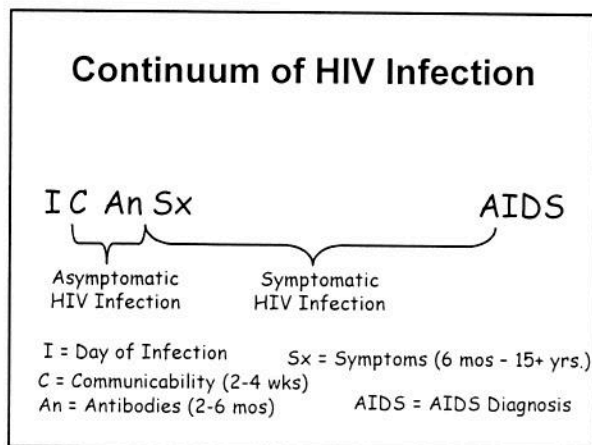 Continuum of HIV Infection
I C An Sx AIDS
Asymptomatic
HIV Infection
Symptomatic
HIV Infection
I = Day of Infection
C = Communicability (2-4 wks)
An = Antibodies (2-6 mos)
Sx = Symptoms (6 mos - 15+ yrs.)
AIDS = AIDS Diagnosis